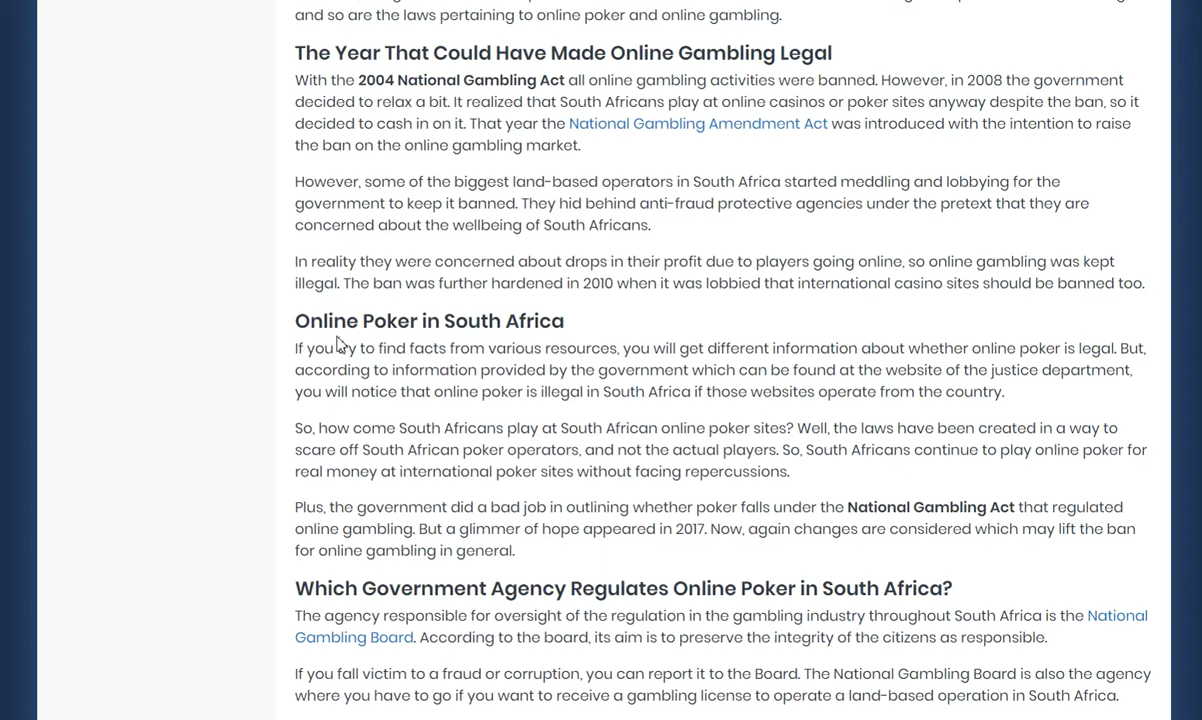 and so are the laws pertaining to online poker and online gambling.
The Year That Could Have Made Online Gambling Legal
With the 2004 National Gambling Act all online gambling activities were banned. However, in 2008 the government
decided to relax a bit. It realized that South Africans play at online casinos or poker sites anyway despite the ban, so it
decided to cash in on it. That year the National Gambling Amendment Act was introduced with the intention to raise
the ban on the online gambling market.
However, some of the biggest land-based operators in South Africa started meddling and lobbying for the
government to keep it banned. They hid behind anti-fraud protective agencies under the pretext that they are
concerned about the wellbeing of South Africans.
In reality they were concerned about drops in their profit due to players going online, so online gambling was kept
illegal. The ban was further hardened in 2010 when it was lobbied that international casino sites should be banned too.
Online Poker in South Africa
If you try to find facts from various resources, you will get different information about whether online poker is legal. But,
according to information provided by the government which can be found at the website of the justice department,
you will notice that online poker is illegal in South Africa if those websites operate from the country.
So, how come South Africans play at South African online poker sites? Well, the laws have been created in a way to
scare off South African poker operators, and not the actual players. So, South Africans continue to play online poker for
real money at international poker sites without facing repercussions.
Plus, the government did a bad job in outlining whether poker falls under the National Gambling Act that regulated
online gambling. But a glimmer of hope appeared in 2017. Now, again changes are considered which may lift the ban
for online gambling in general.
Which Government Agency Regulates Online Poker in South Africa?
The agency responsible for oversight of the regulation in the gambling industry throughout South Africa is the National
Gambling Board. According to the board, its aim is to preserve the integrity of the citizens as responsible.
If you fall victim to a fraud or corruption, you can report it to the Board. The National Gambling Board is also the agency
where you have to go if you want to receive a gambling license to operate a land-based operation in South Africa.